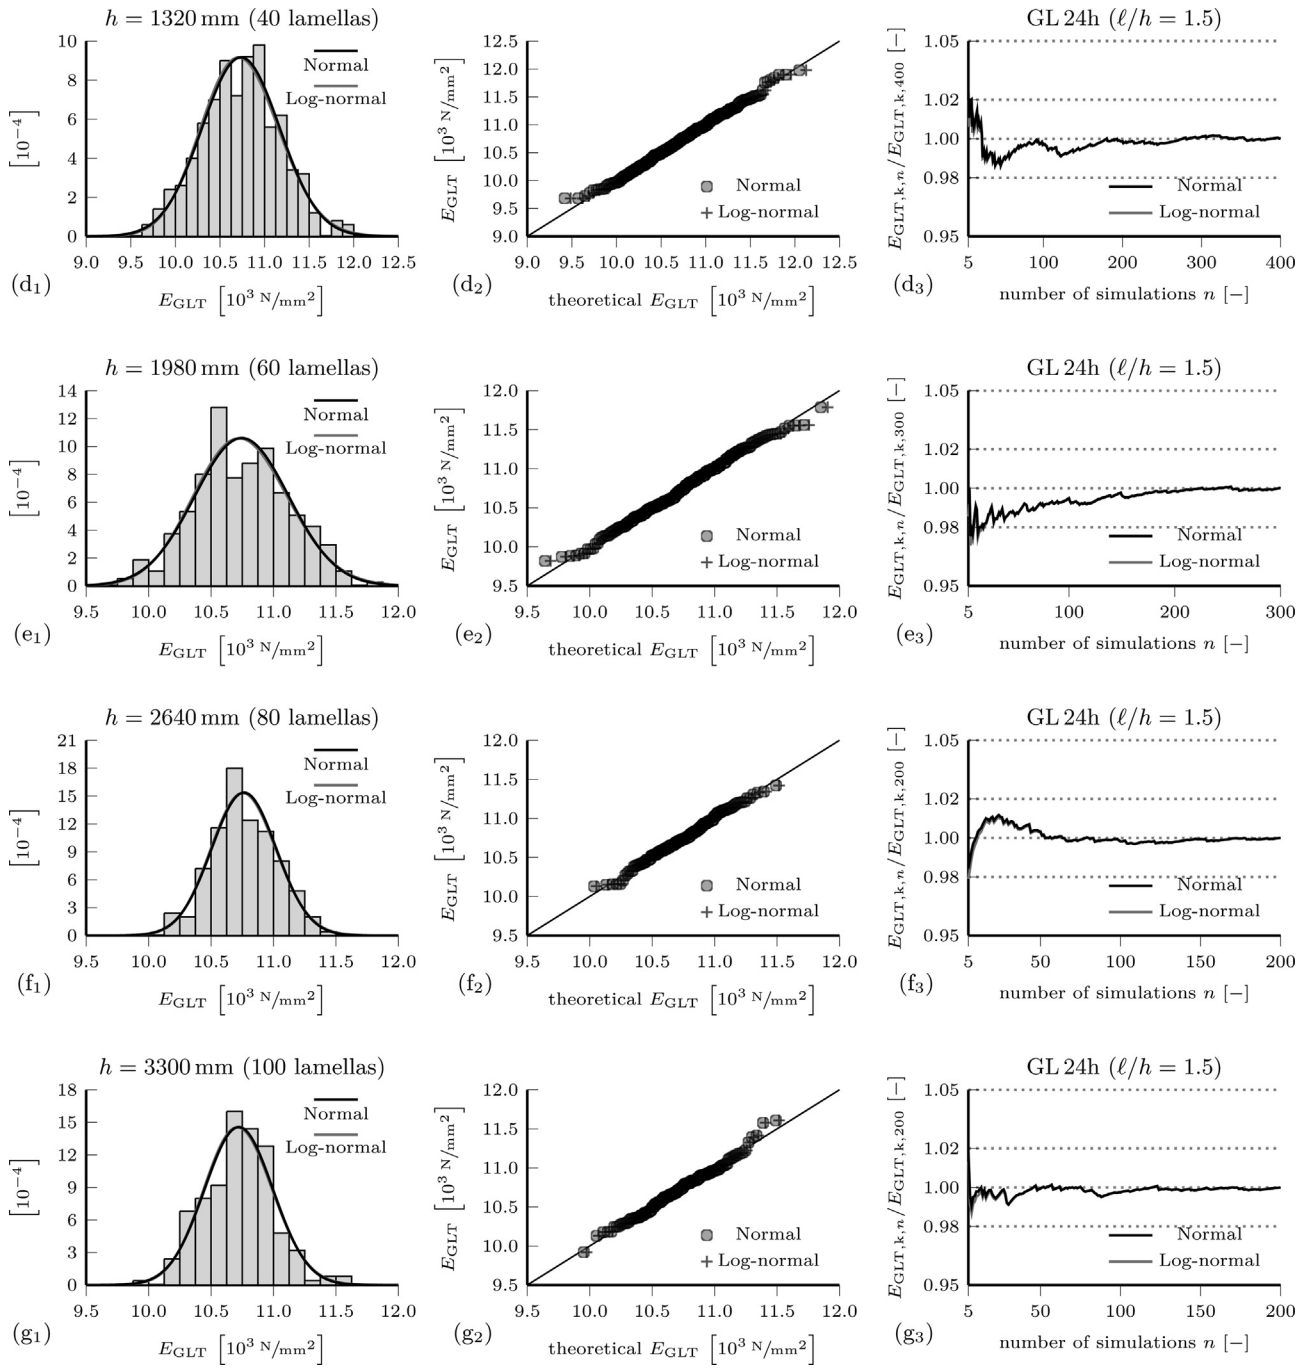 h = 1320 mm (40 lamellas)
10
8
6
4
2
0
[10⁻⁴]
Normal
Log-normal
9.0 9.5 10.0 10.5 11.0 11.5 12.0 12.5
(d₁)
E_GLT [10³ N/mm²]
12.5
12.0
11.5
11.0
10.5
10.0
9.5
9.0
E_GLT [10³ N/mm²]
Normal
Log-normal
9.0 9.5 10.0 10.5 11.0 11.5 12.0 12.5
(d₂)
theoretical E_GLT [10³ N/mm²]
GL 24h (ℓ/h = 1.5)
1.05
1.02
1.00
0.98
0.95
E_GLT,k,n/E_GLT,k,400 [−]
Normal
Log-normal
5 100 200 300 400
(d₃)
number of simulations n [−]
h = 1980 mm (60 lamellas)
14
12
10
8
6
4
2
0
[10⁻⁴]
Normal
Log-normal
9.5 10.0 10.5 11.0 11.5 12.0
(e₁)
E_GLT [10³ N/mm²]
12.0
11.5
11.0
10.5
10.0
9.5
E_GLT [10³ N/mm²]
Normal
Log-normal
9.5 10.0 10.5 11.0 11.5 12.0
(e₂)
theoretical E_GLT [10³ N/mm²]
GL 24h (ℓ/h = 1.5)
1.05
1.02
1.00
0.98
0.95
E_GLT,k,n/E_GLT,k,300 [−]
Normal
Log-normal
5 100 200 300
(e₃)
number of simulations n [−]
h = 2640 mm (80 lamellas)
21
18
15
12
9
6
3
0
[10⁻⁴]
Normal
Log-normal
9.5 10.0 10.5 11.0 11.5 12.0
(f₁)
E_GLT [10³ N/mm²]
12.0
11.5
11.0
10.5
10.0
9.5
E_GLT [10³ N/mm²]
Normal
Log-normal
9.5 10.0 10.5 11.0 11.5 12.0
(f₂)
theoretical E_GLT [10³ N/mm²]
GL 24h (ℓ/h = 1.5)
1.05
1.02
1.00
0.98
0.95
E_GLT,k,n/E_GLT,k,200 [−]
Normal
Log-normal
5 50 100 150 200
(f₃)
number of simulations n [−]
h = 3300 mm (100 lamellas)
18
15
12
9
6
3
0
[10⁻⁴]
Normal
Log-normal
9.5 10.0 10.5 11.0 11.5 12.0
(g₁)
E_GLT [10³ N/mm²]
12.0
11.5
11.0
10.5
10.0
9.5
E_GLT [10³ N/mm²]
Normal
Log-normal
9.5 10.0 10.5 11.0 11.5 12.0
(g₂)
theoretical E_GLT [10³ N/mm²]
GL 24h (ℓ/h = 1.5)
1.05
1.02
1.00
0.98
0.95
E_GLT,k,n/E_GLT,k,200 [−]
Normal
Log-normal
5 50 100 150 200
(g₃)
number of simulations n [−]